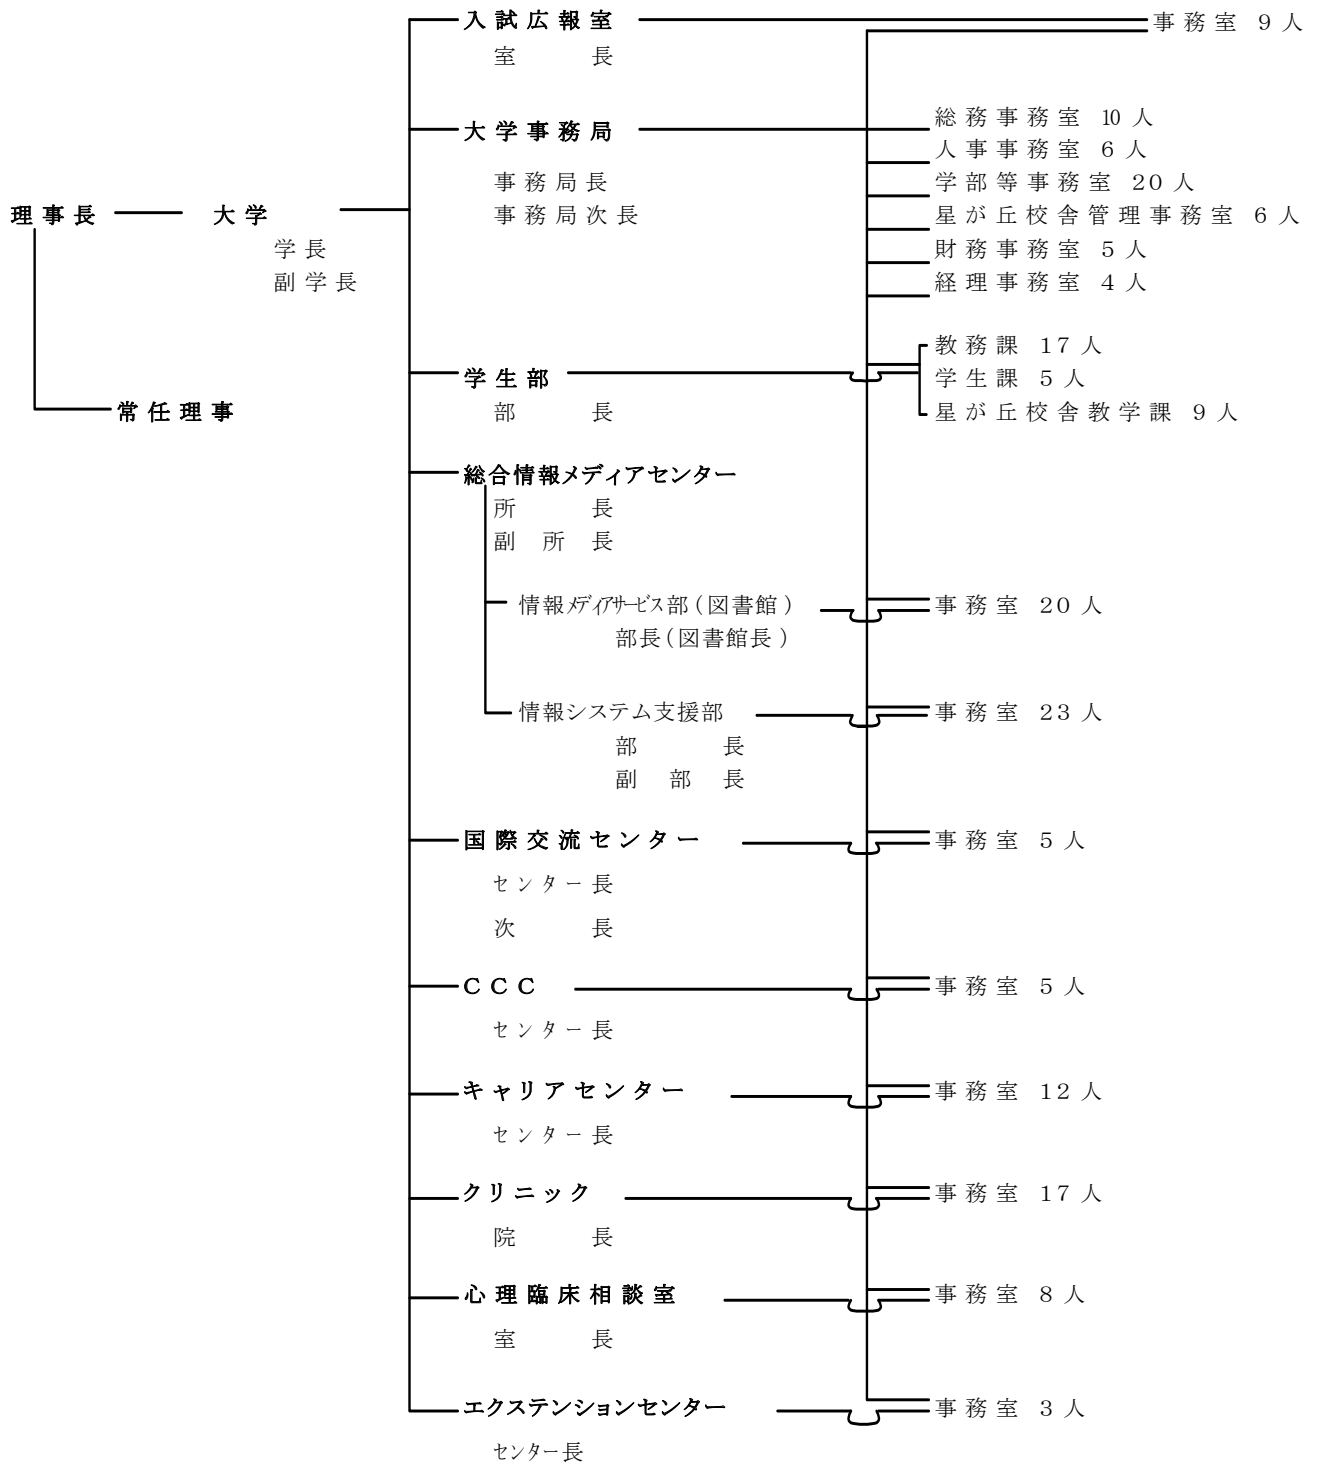 入試広報室 事務室 9人
室 長
大学事務局 総務事務室 10人
人事事務室 6人
事務局長 学部等事務室 20人
理事長 大学 事務局次長 星が丘校舎管理事務室 6人
学長 財務事務室 5人
副学長 経理事務室 4人
教務課 17人
学生部 学生課 5人
常任理事 部 長 星が丘校舎教学課 9人
総合情報メディアセンター
所 長
副 所 長
情報メディアサービス部(図書館) 事務室 20人
部長(図書館長)
情報システム支援部 事務室 23人
部 長
副 部 長
国際交流センター 事務室 5人
センター長
次 長
CCC 事務室 5人
センター長
キャリアセンター 事務室 12人
センター長
クリニック 事務室 17人
院 長
心理臨床相談室 事務室 8人
室 長
エクステンションセンター 事務室 3人
センター長